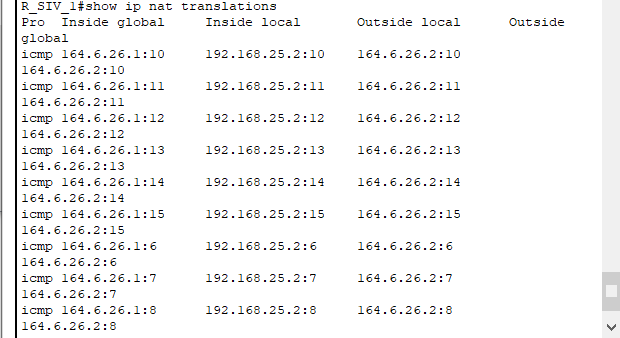 R_SIV_1#show ip nat translations
Pro  Inside global     Inside local       Outside local      Outside
global
icmp 164.6.26.1:10     192.168.25.2:10    164.6.26.2:10
164.6.26.2:10
icmp 164.6.26.1:11     192.168.25.2:11    164.6.26.2:11
164.6.26.2:11
icmp 164.6.26.1:12     192.168.25.2:12    164.6.26.2:12
164.6.26.2:12
icmp 164.6.26.1:13     192.168.25.2:13    164.6.26.2:13
164.6.26.2:13
icmp 164.6.26.1:14     192.168.25.2:14    164.6.26.2:14
164.6.26.2:14
icmp 164.6.26.1:15     192.168.25.2:15    164.6.26.2:15
164.6.26.2:15
icmp 164.6.26.1:6      192.168.25.2:6     164.6.26.2:6
164.6.26.2:6
icmp 164.6.26.1:7      192.168.25.2:7     164.6.26.2:7
164.6.26.2:7
icmp 164.6.26.1:8      192.168.25.2:8     164.6.26.2:8
164.6.26.2:8